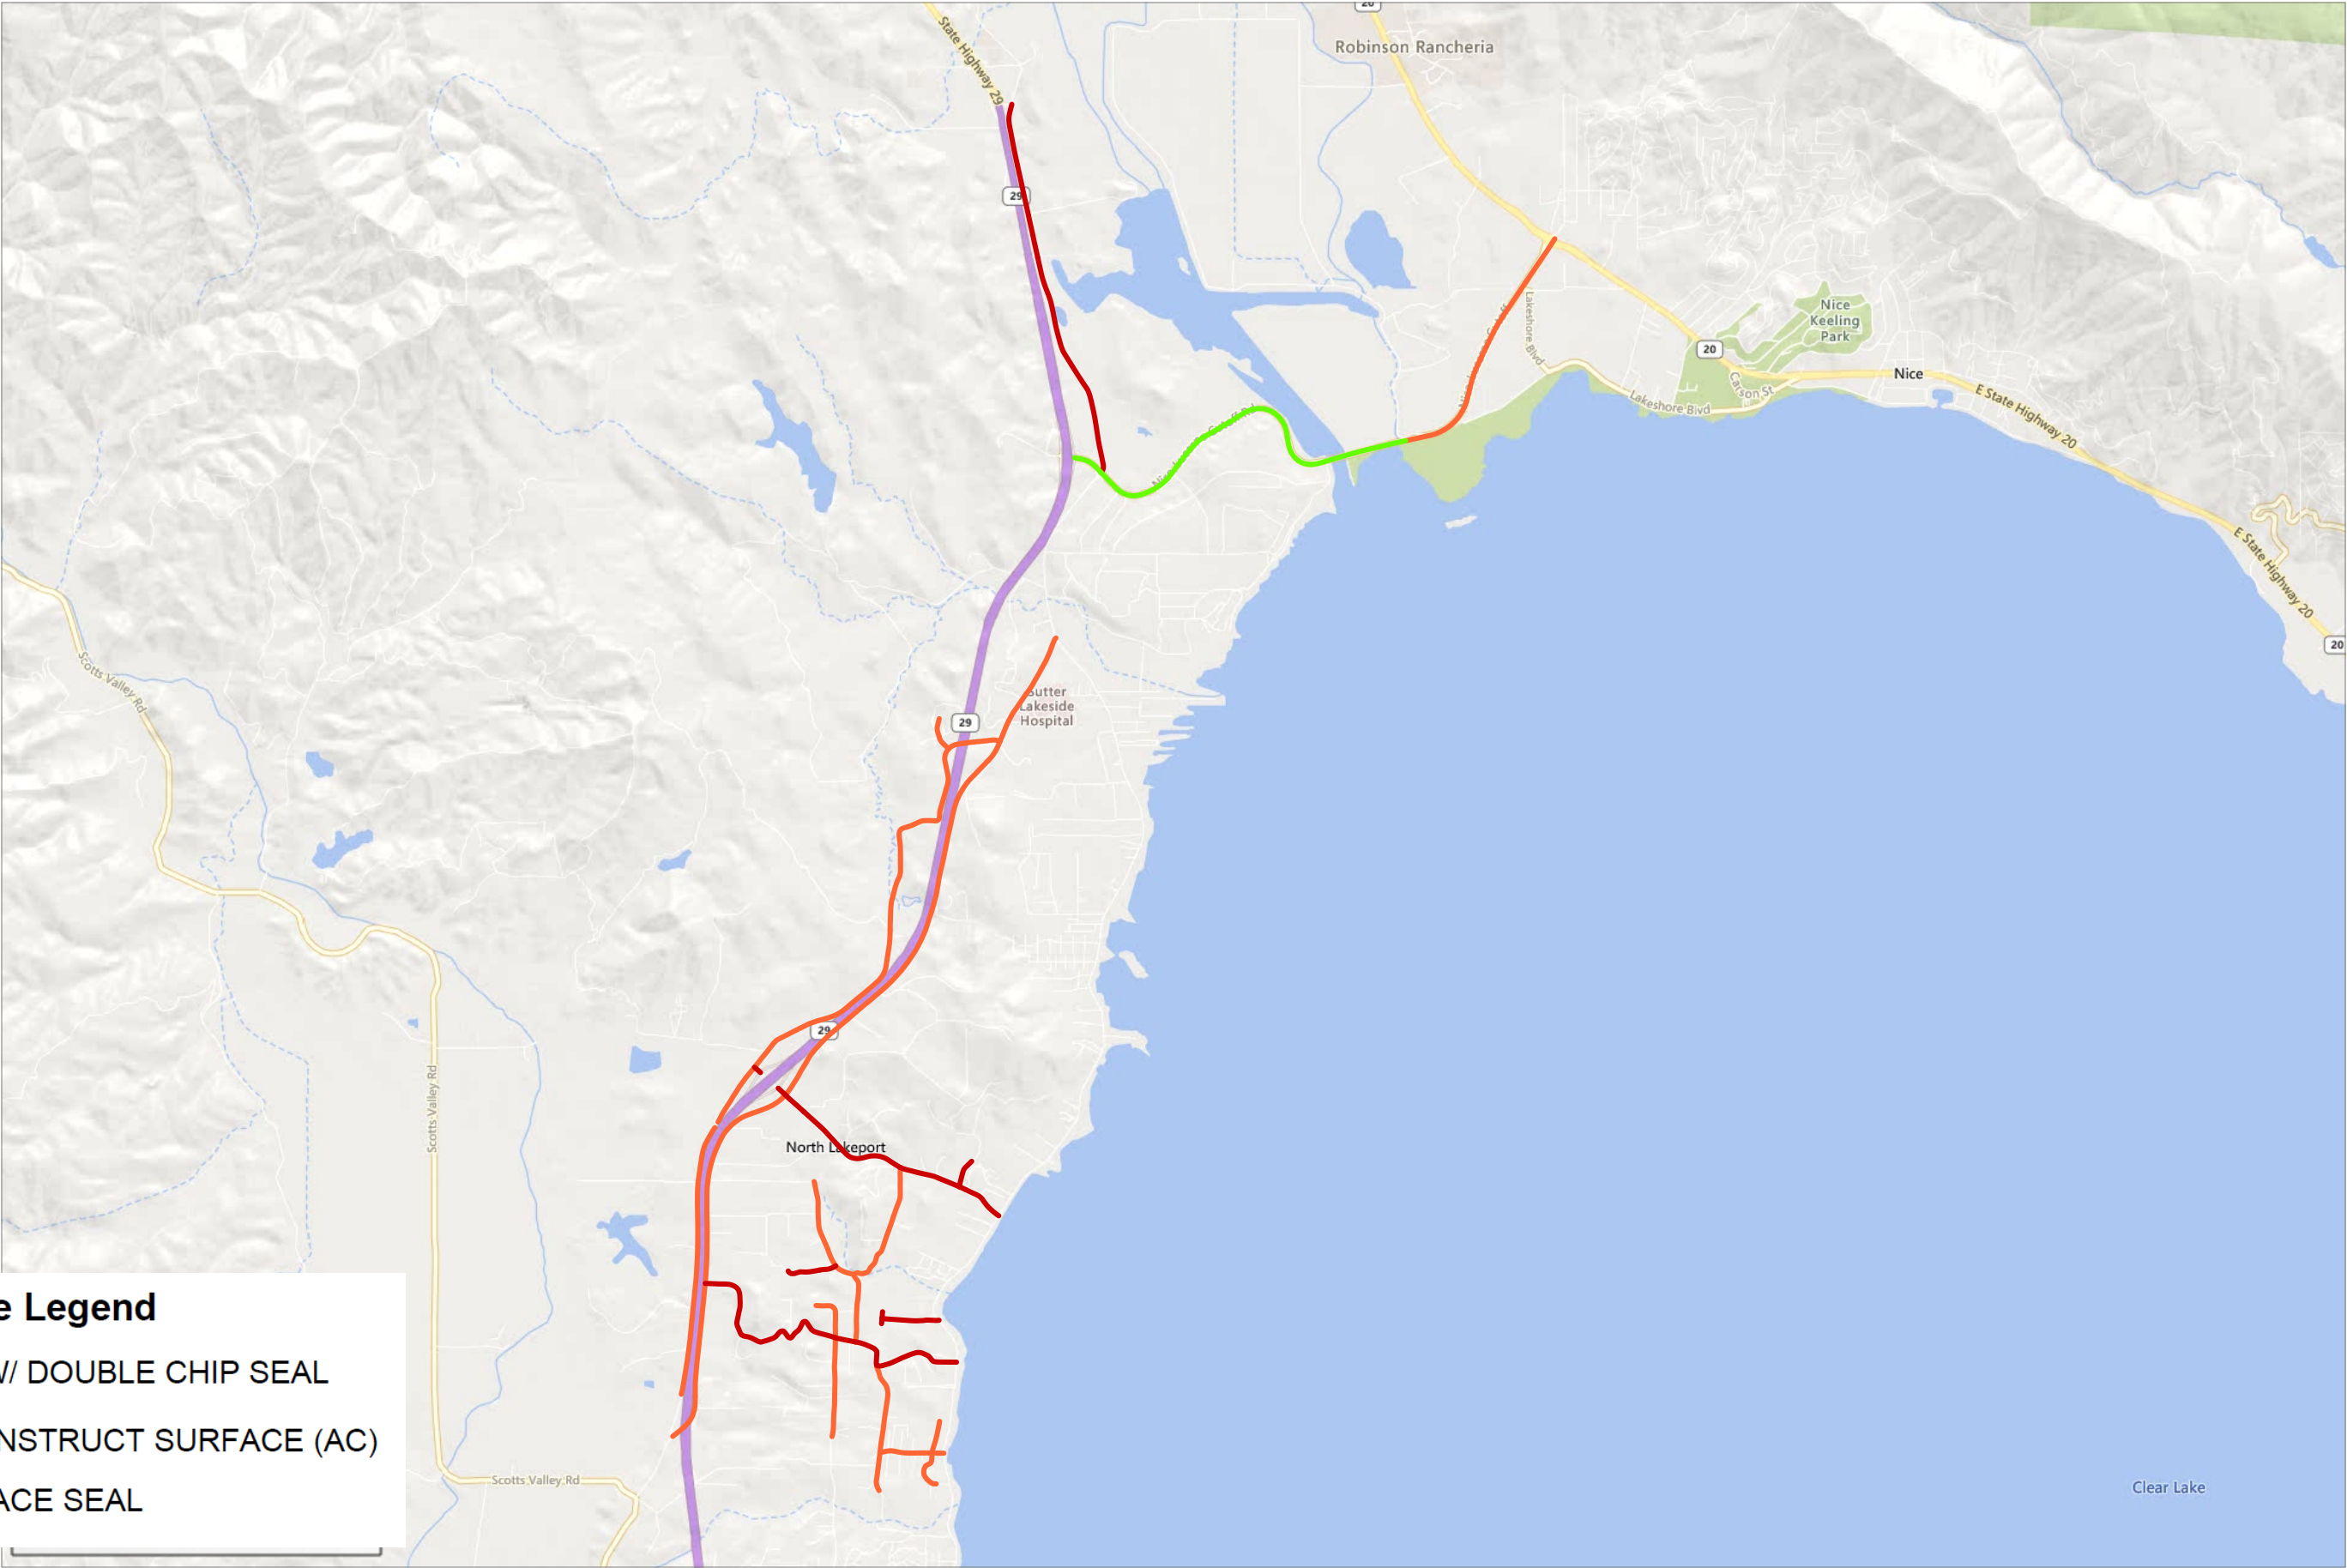 20
Robinson Rancheria
State Highway 29
29
Nice
Keeling
Park
Lakeshore Blvd
20
Carson St
Nice
Lakeshore Blvd
E State Highway 20
E State Highway 20
20
Scotts Valley Rd
Sutter
Lakeside
Hospital
29
29
Scotts Valley Rd
North Lakeport
e Legend
W/ DOUBLE CHIP SEAL
NSTRUCT SURFACE (AC)
ACE SEAL
Scotts Valley Rd
Clear Lake